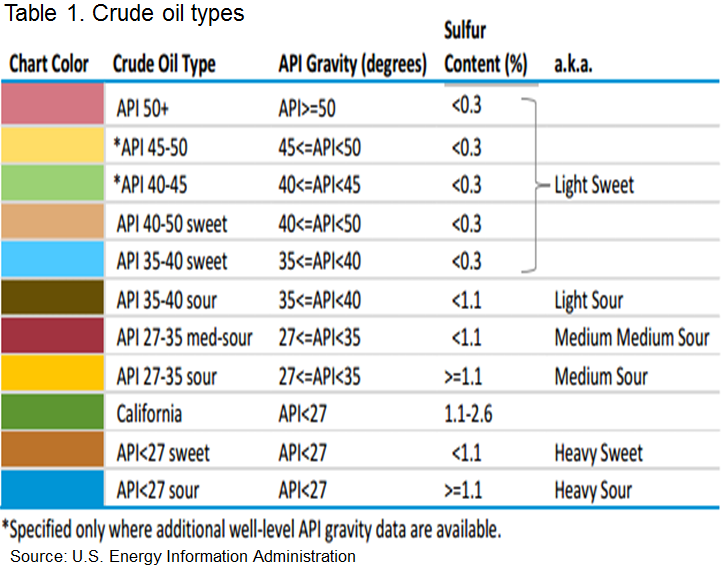 Table 1. Crude oil types
Sulfur
Chart Color Crude Oil Type API Gravity (degrees) Content (%) a.k.a.
API 50+ API>=50 <0.3
*API 45-50 45<=API<50 <0.3
*API 40-45 40<=API<45 <0.3 Light Sweet
API 40-50 sweet 40<=API<50 <0.3
API 35-40 sweet 35<=API<40 <0.3
API 35-40 sour 35<=API<40 <1.1 Light Sour
API 27-35 med-sour 27<=API<35 <1.1 Medium Medium Sour
API 27-35 sour 27<=API<35 >=1.1 Medium Sour
California API<27 1.1-2.6
API<27 sweet API<27 <1.1 Heavy Sweet
API<27 sour API<27 >=1.1 Heavy Sour
*Specified only where additional well-level API gravity data are available.
Source: U.S. Energy Information Administration